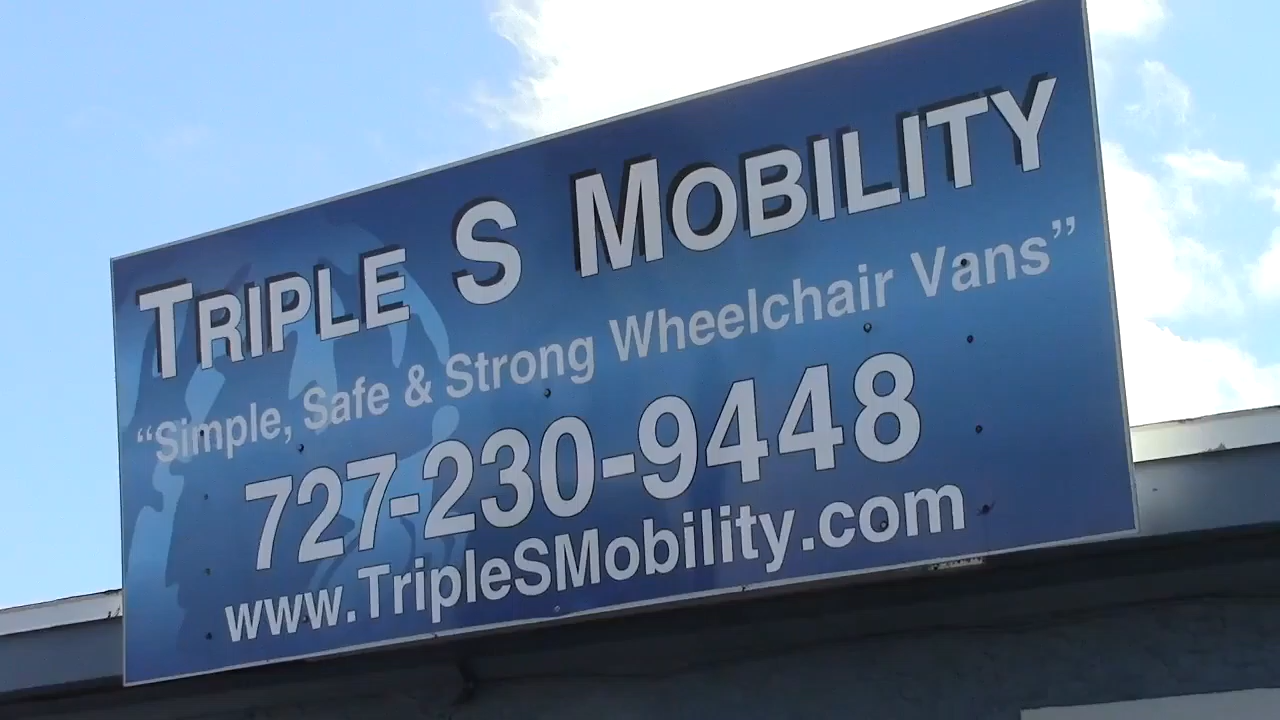 TRIPLE S MOBILITY
“Simple, Safe & Strong Wheelchair Vans”
727-230-9448
www.TripleSMobility.com